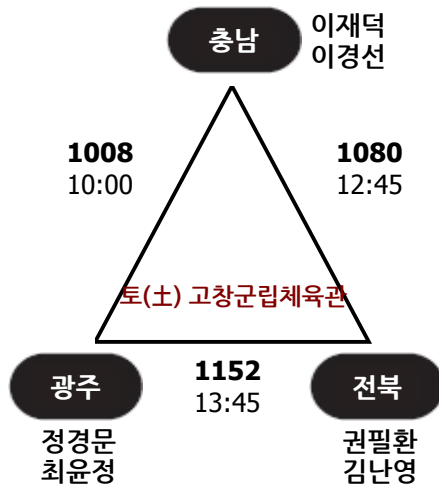 충남
이재덕
이경선
1008
10:00
1080
12:45
토(土) 고창군립체육관
광주
1152
13:45
전북
정경문
최윤정
권필환
김난영